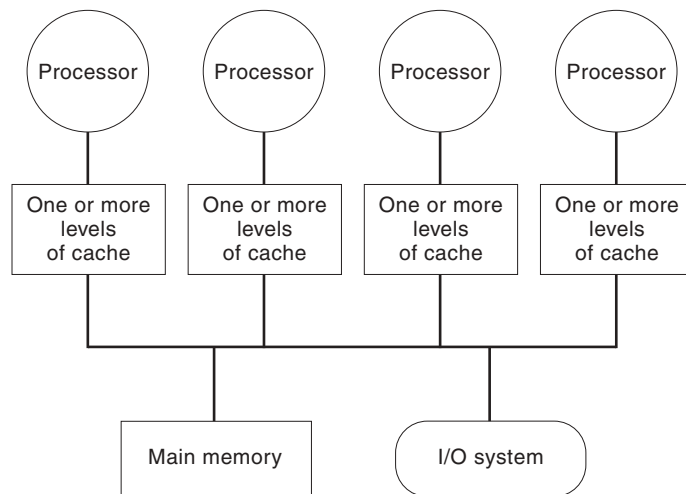 Processor
Processor
Processor
Processor
One or more
levels
of cache
One or more
levels
of cache
One or more
levels
of cache
One or more
levels
of cache
Main memory
I/O system